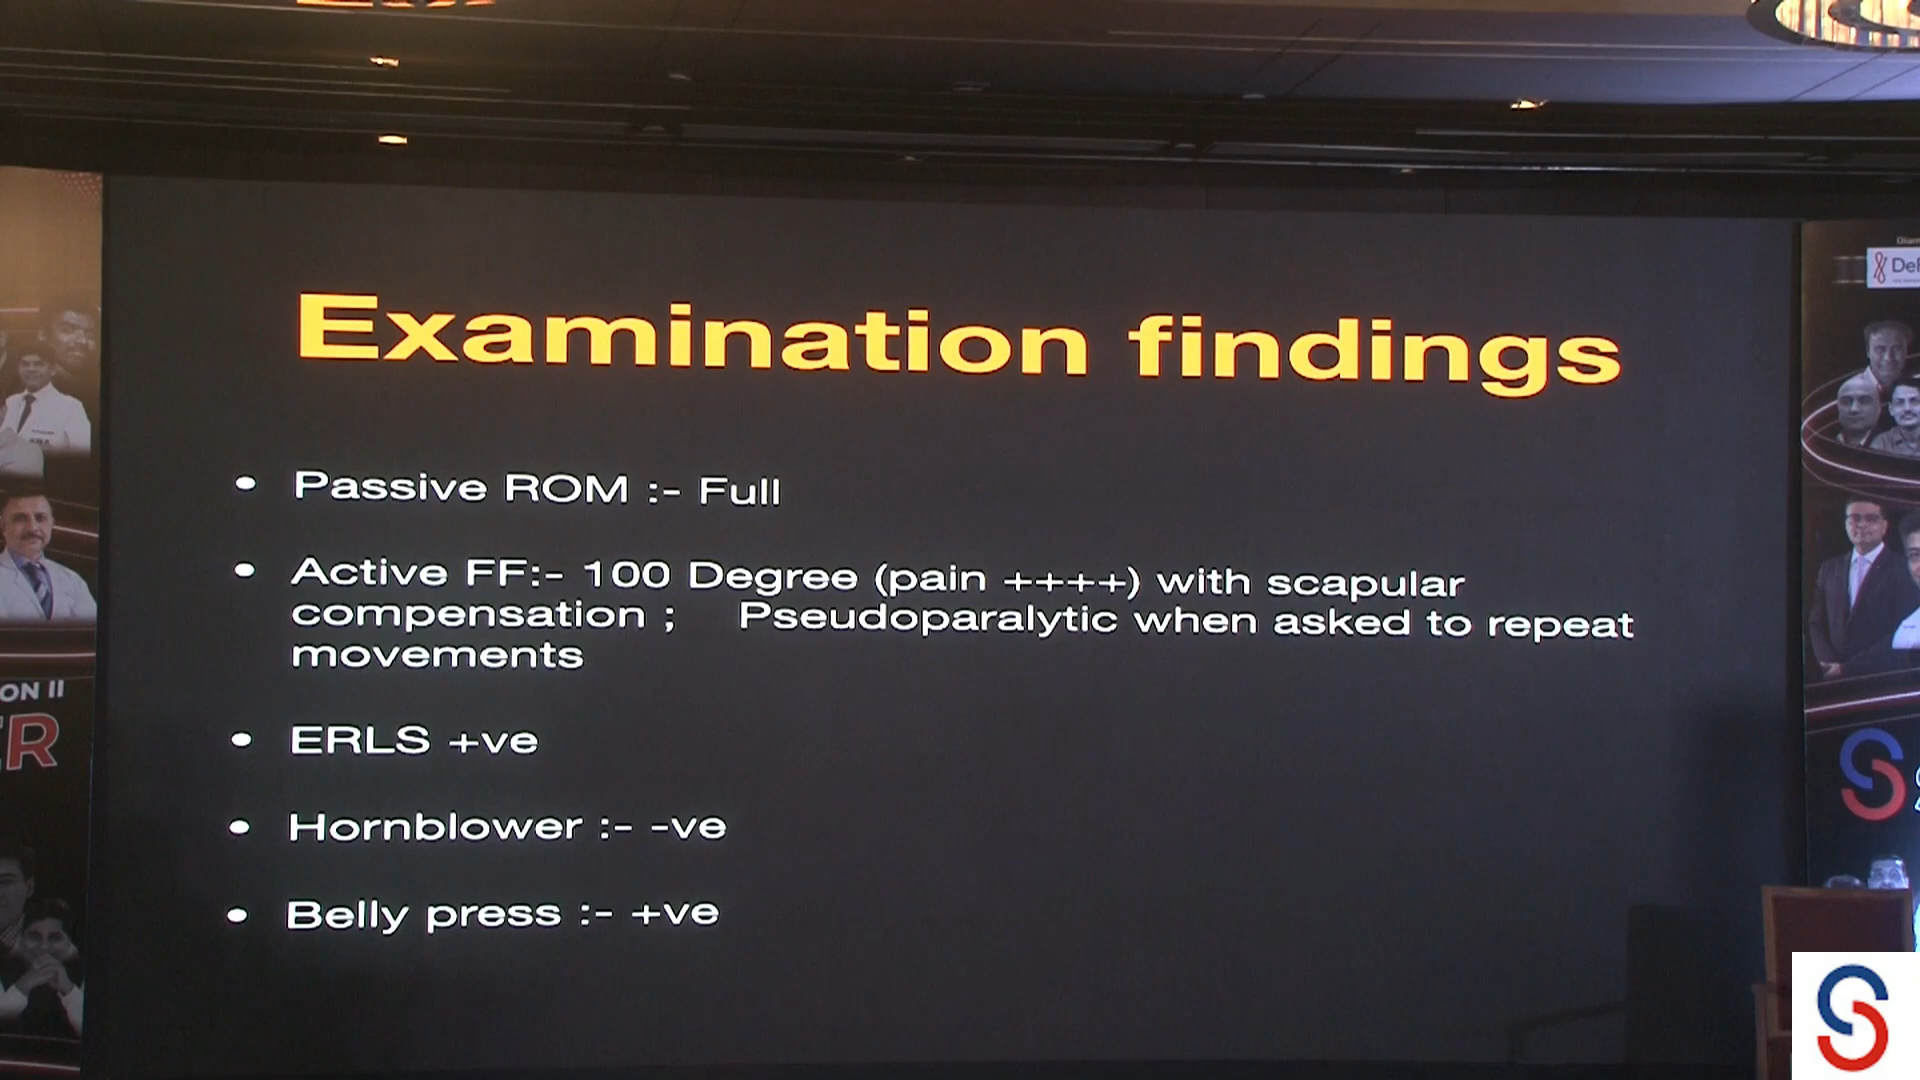 Examination findings
• Passive ROM :- Full
• Active FF:- 100 Degree (pain ++++) with scapular
compensation ; Pseudoparalytic when asked to repeat
movements
• ERLS +ve
• Hornblower :- -ve
• Belly press :- +ve
ON II
ER